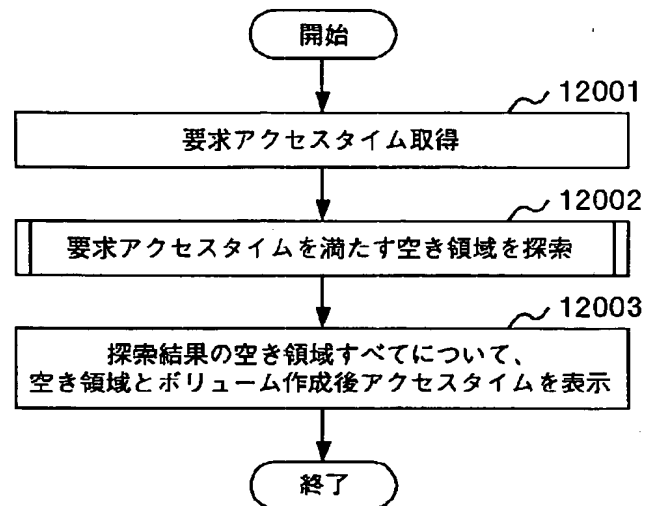 開始
12001
要求アクセスタイム取得
12002
要求アクセスタイムを満たす空き領域を探索
12003
探索結果の空き領域すべてについて、
空き領域とボリューム作成後アクセスタイムを表示
終了